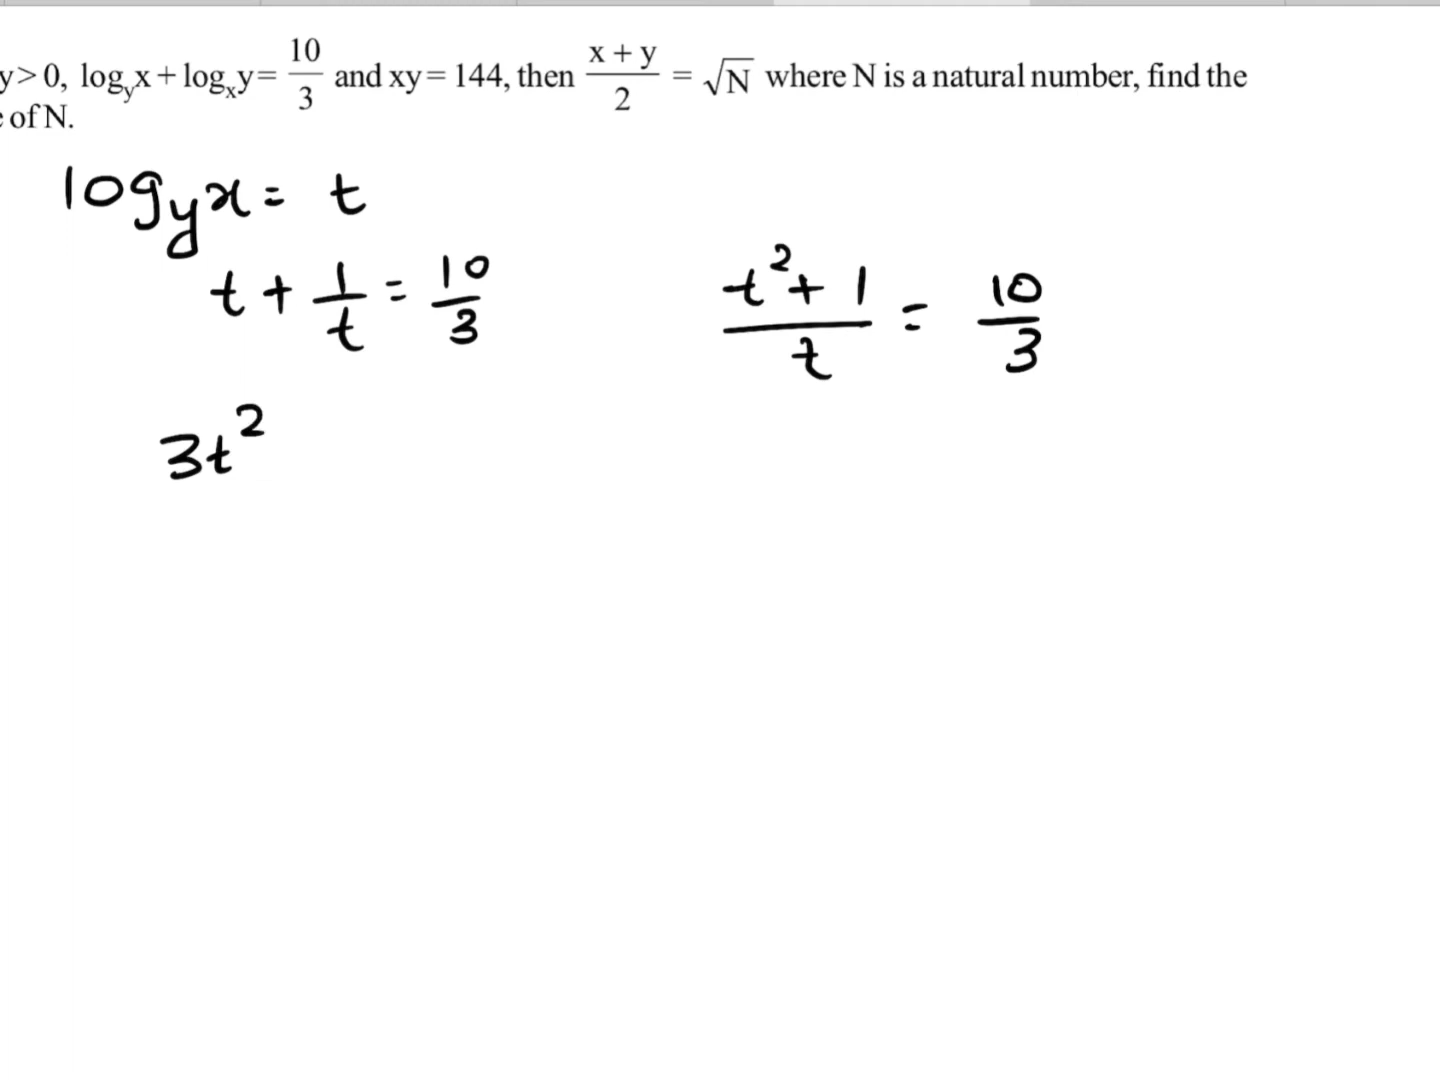 y > 0, log_y x + log_x y = 10/3 and xy = 144, then (x + y)/2 = √N where N is a natural number, find the
of N.
log_y x = t
t + 1/t = 10/3
(t² + 1)/t = 10/3
3t²